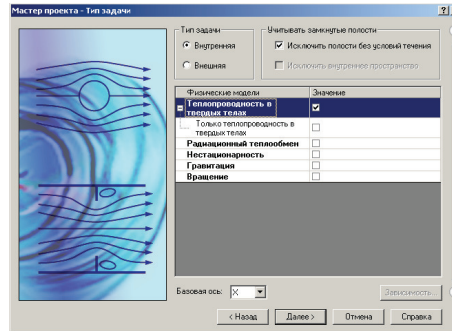 Мастер проекта - Тип задачи
Тип задачи
Внутренняя
Внешняя
Учитывать замкнутые полости
Исключить полости без условий течения
Исключить внутреннее пространство
Физические модели Значение
Теплопроводность в
твердых телах
Только теплопроводность в
твердых телах
Радиационный теплообмен
Нестационарность
Гравитация
Вращение
Базовая ось: X
Зависимость...
< Назад Далее > Отмена Справка